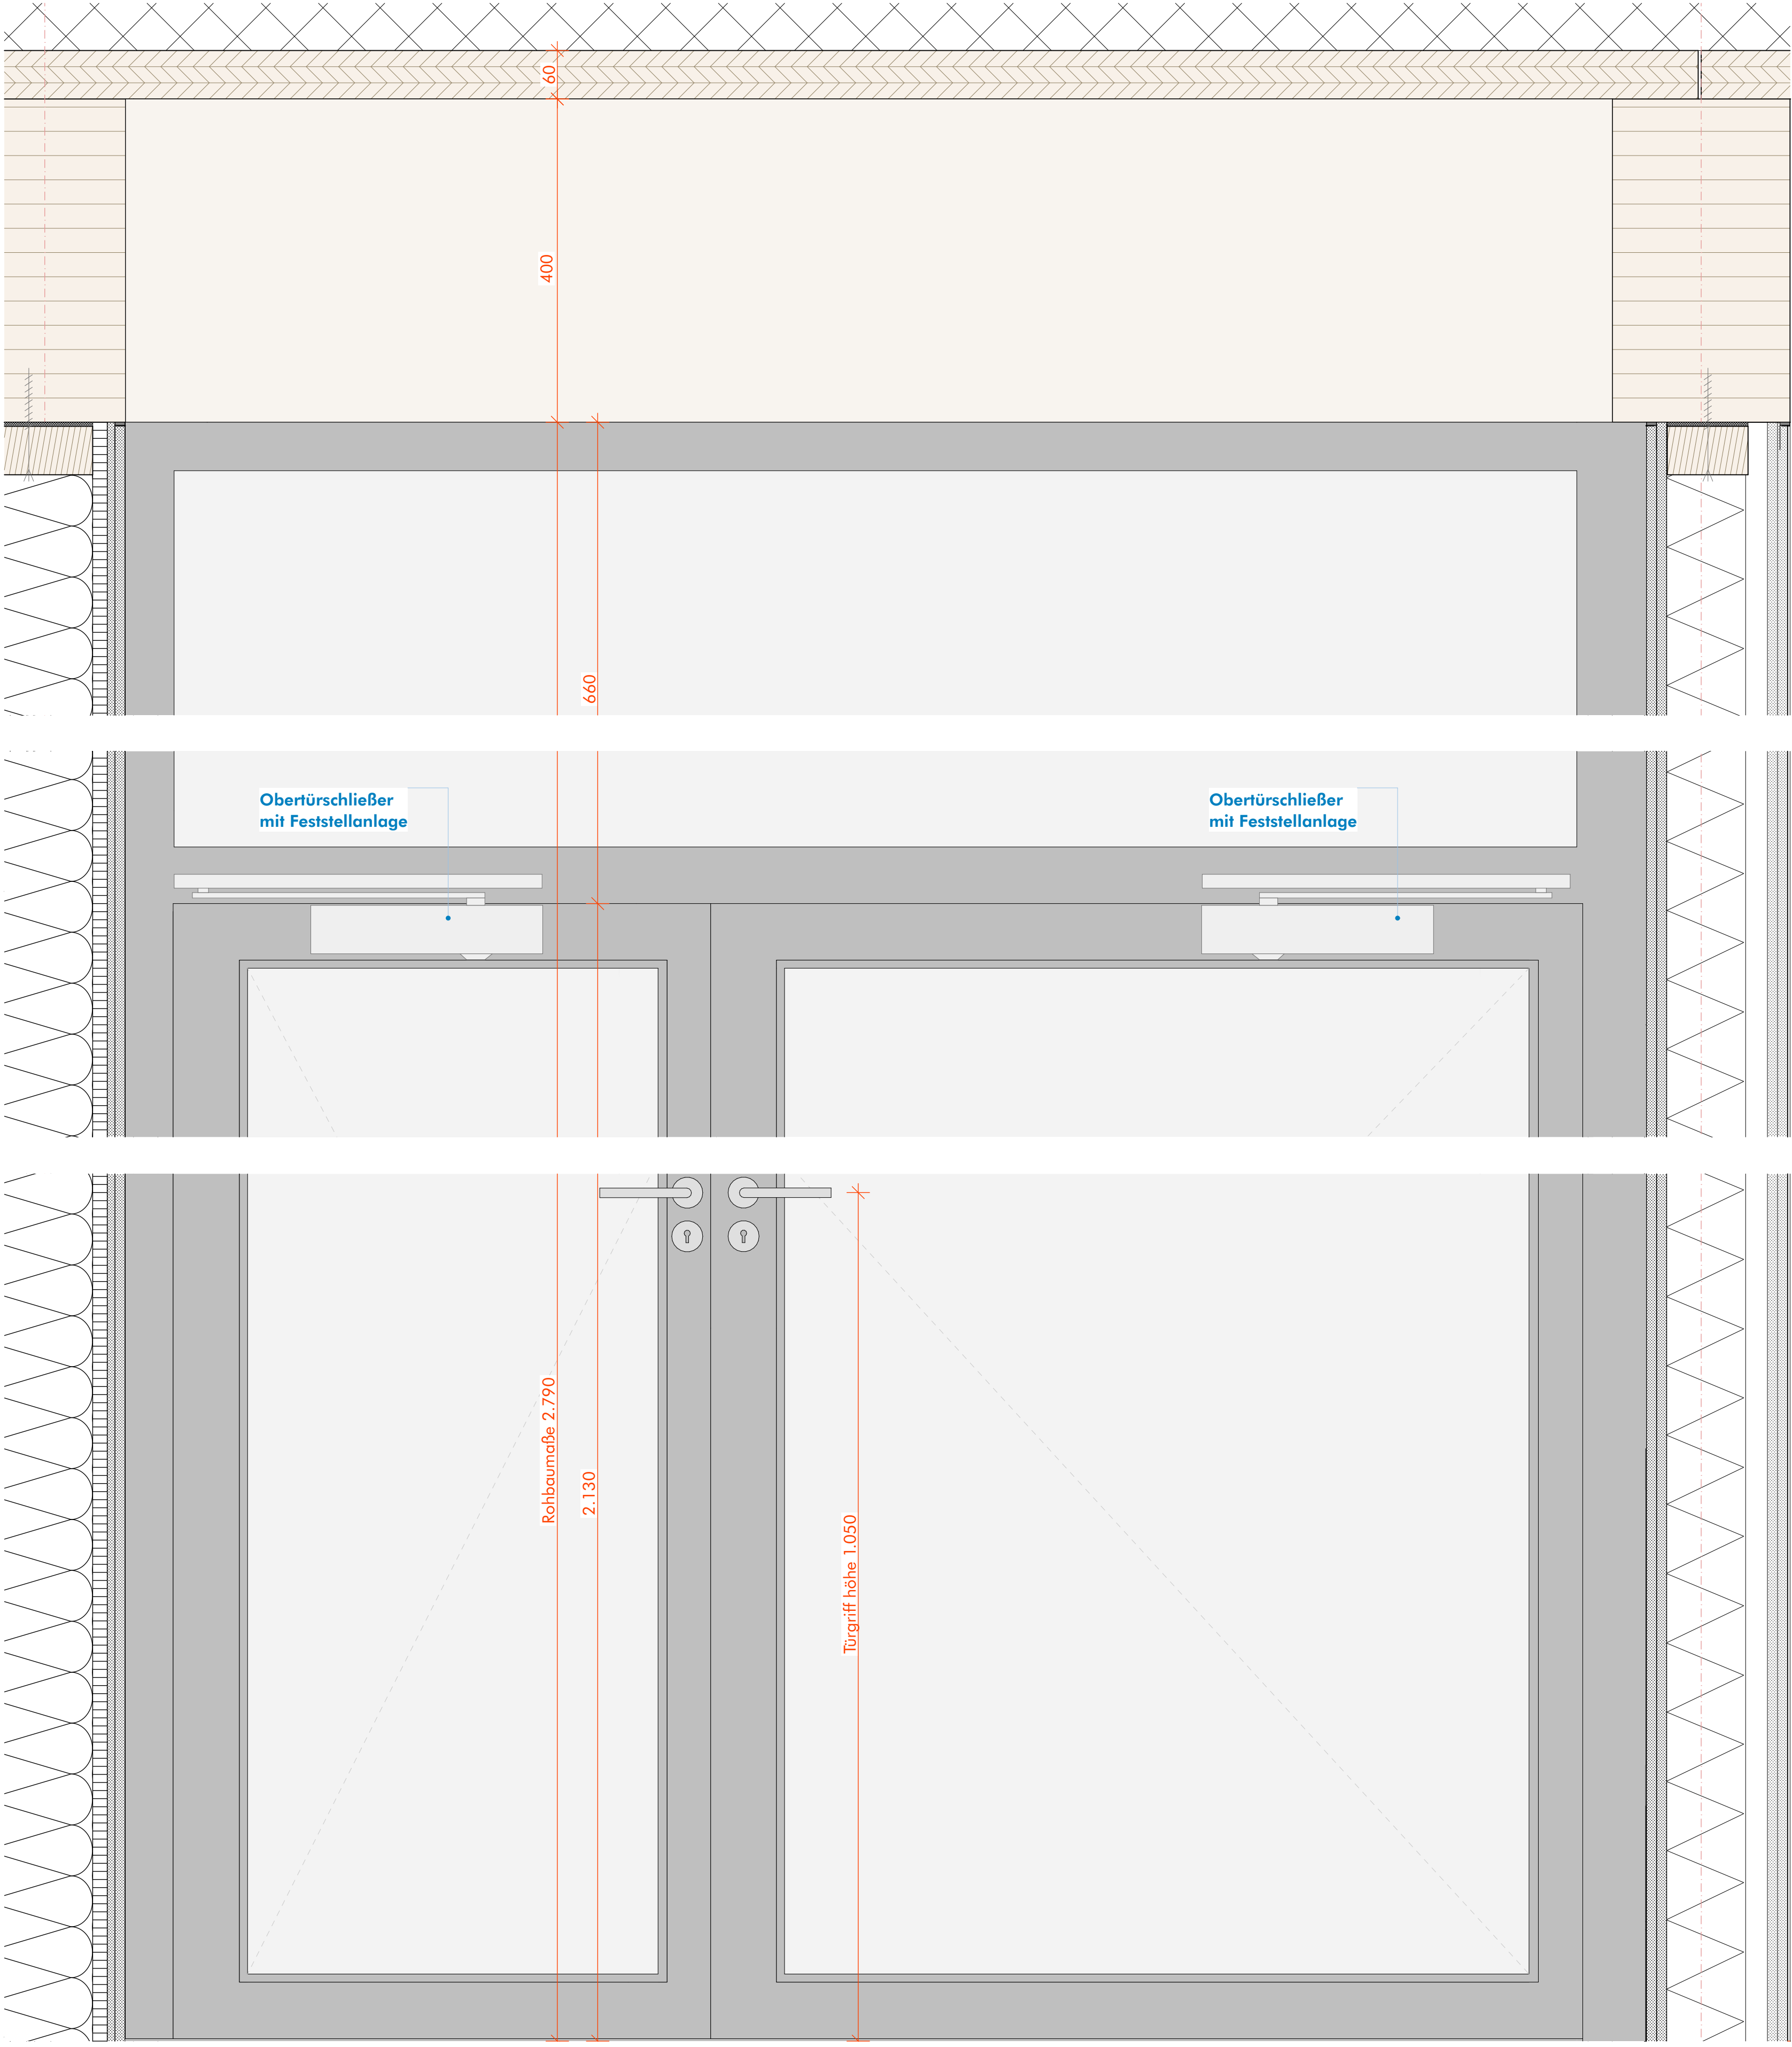 60
400
660
Obertürschließer
mit Feststellanlage
Obertürschließer
mit Feststellanlage
Rohbaumaße 2.790
2.130
Türgriff höhe 1.050